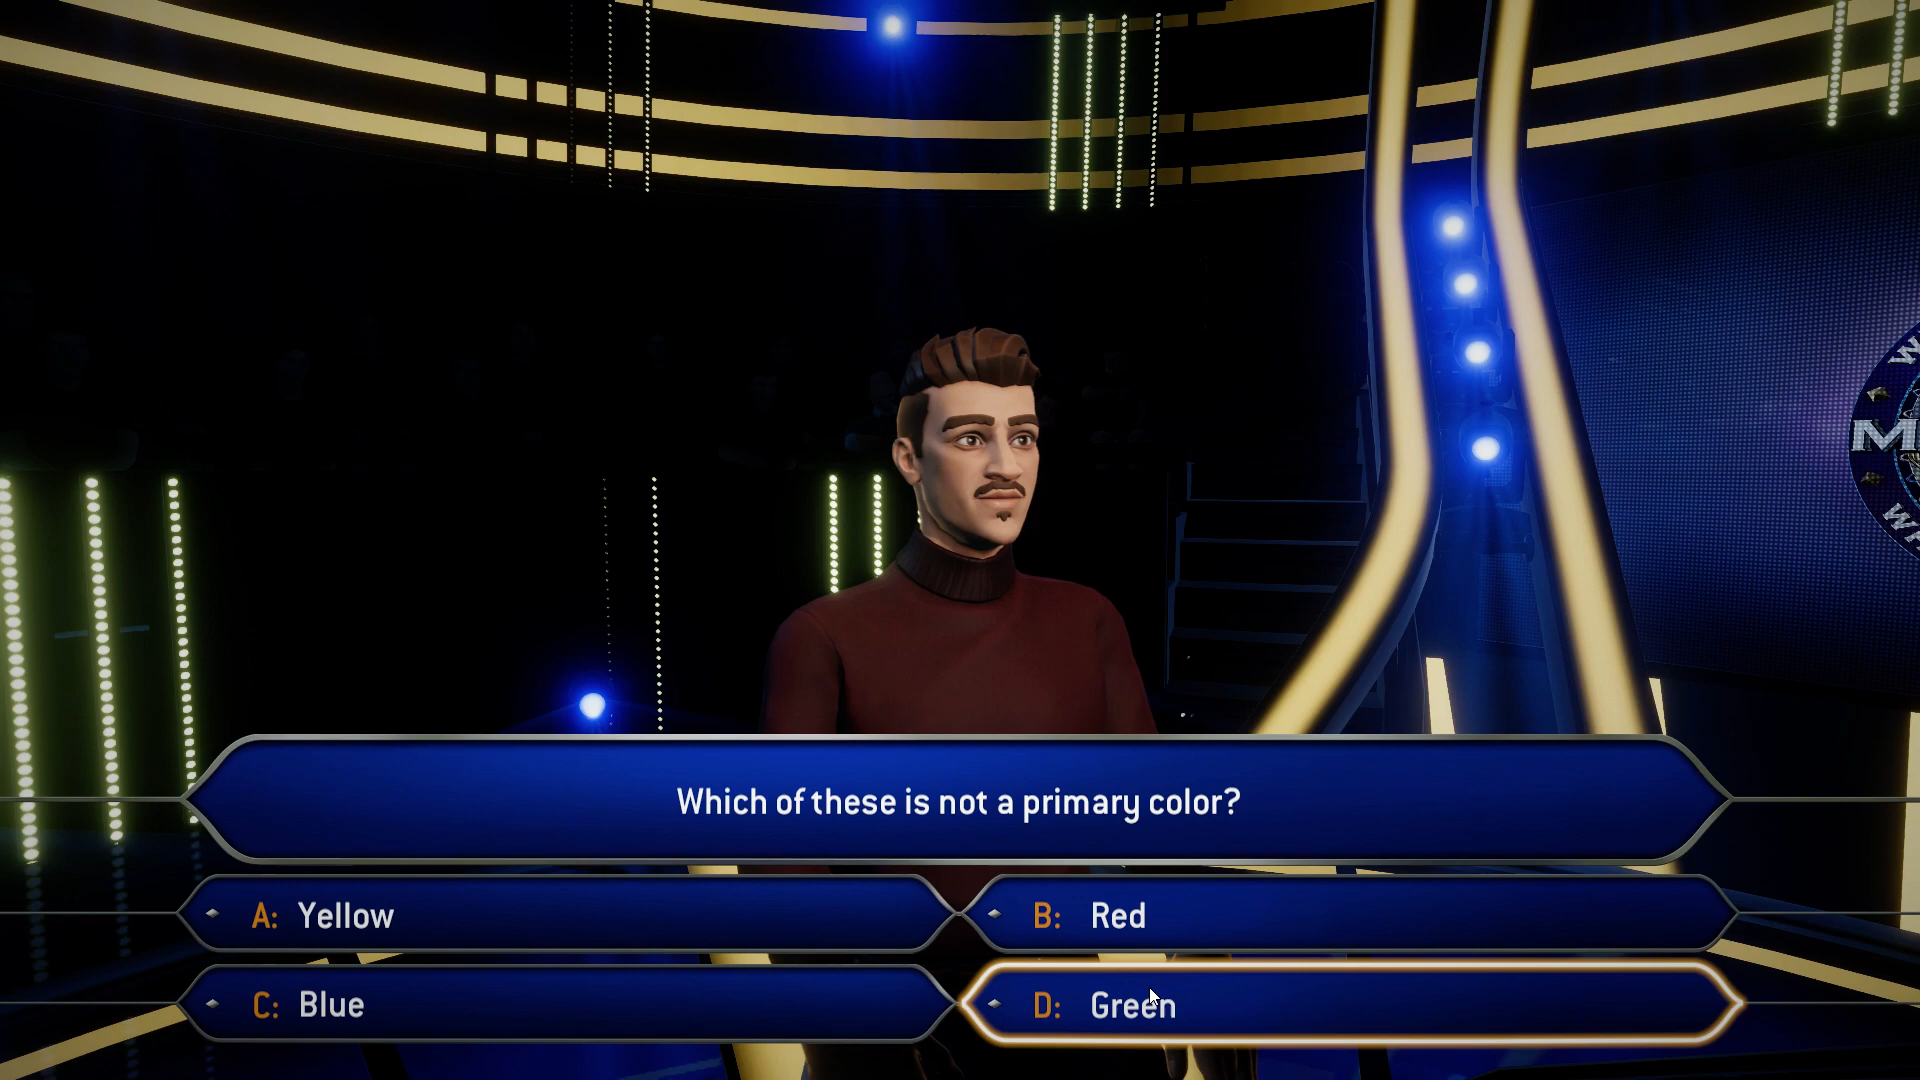 Which of these is not a primary color?
A: Yellow
B: Red
C: Blue
D: Green